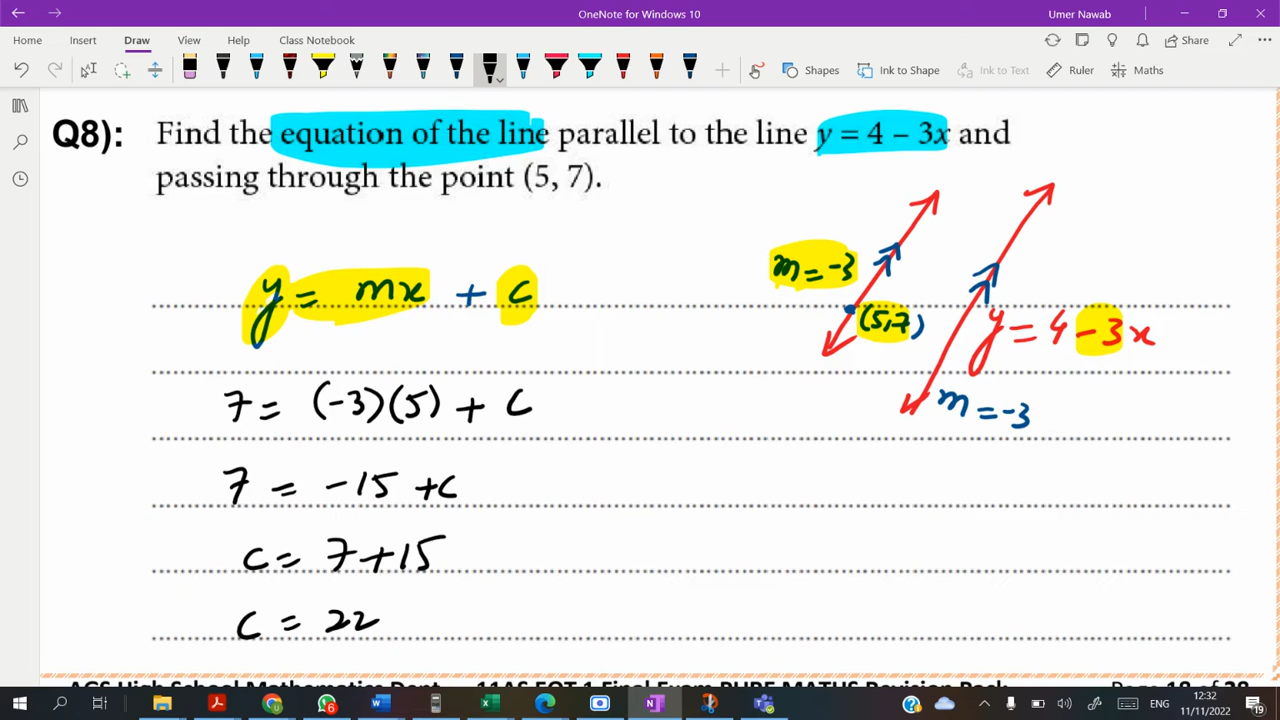 OneNote for Windows 10
Umer Nawab
Home Insert Draw View Help Class Notebook
Share
Shapes Ink to Shape Ink to Text Ruler Maths
Q8): Find the equation of the line parallel to the line y = 4 – 3x and
passing through the point (5, 7).
m = -3
y = mx + c
(5,7)
y = 4 - 3x
7 = (-3)(5) + c
m = -3
7 = -15 + c
c = 7+15
c = 22
12:32
ENG
11/11/2022
6
19